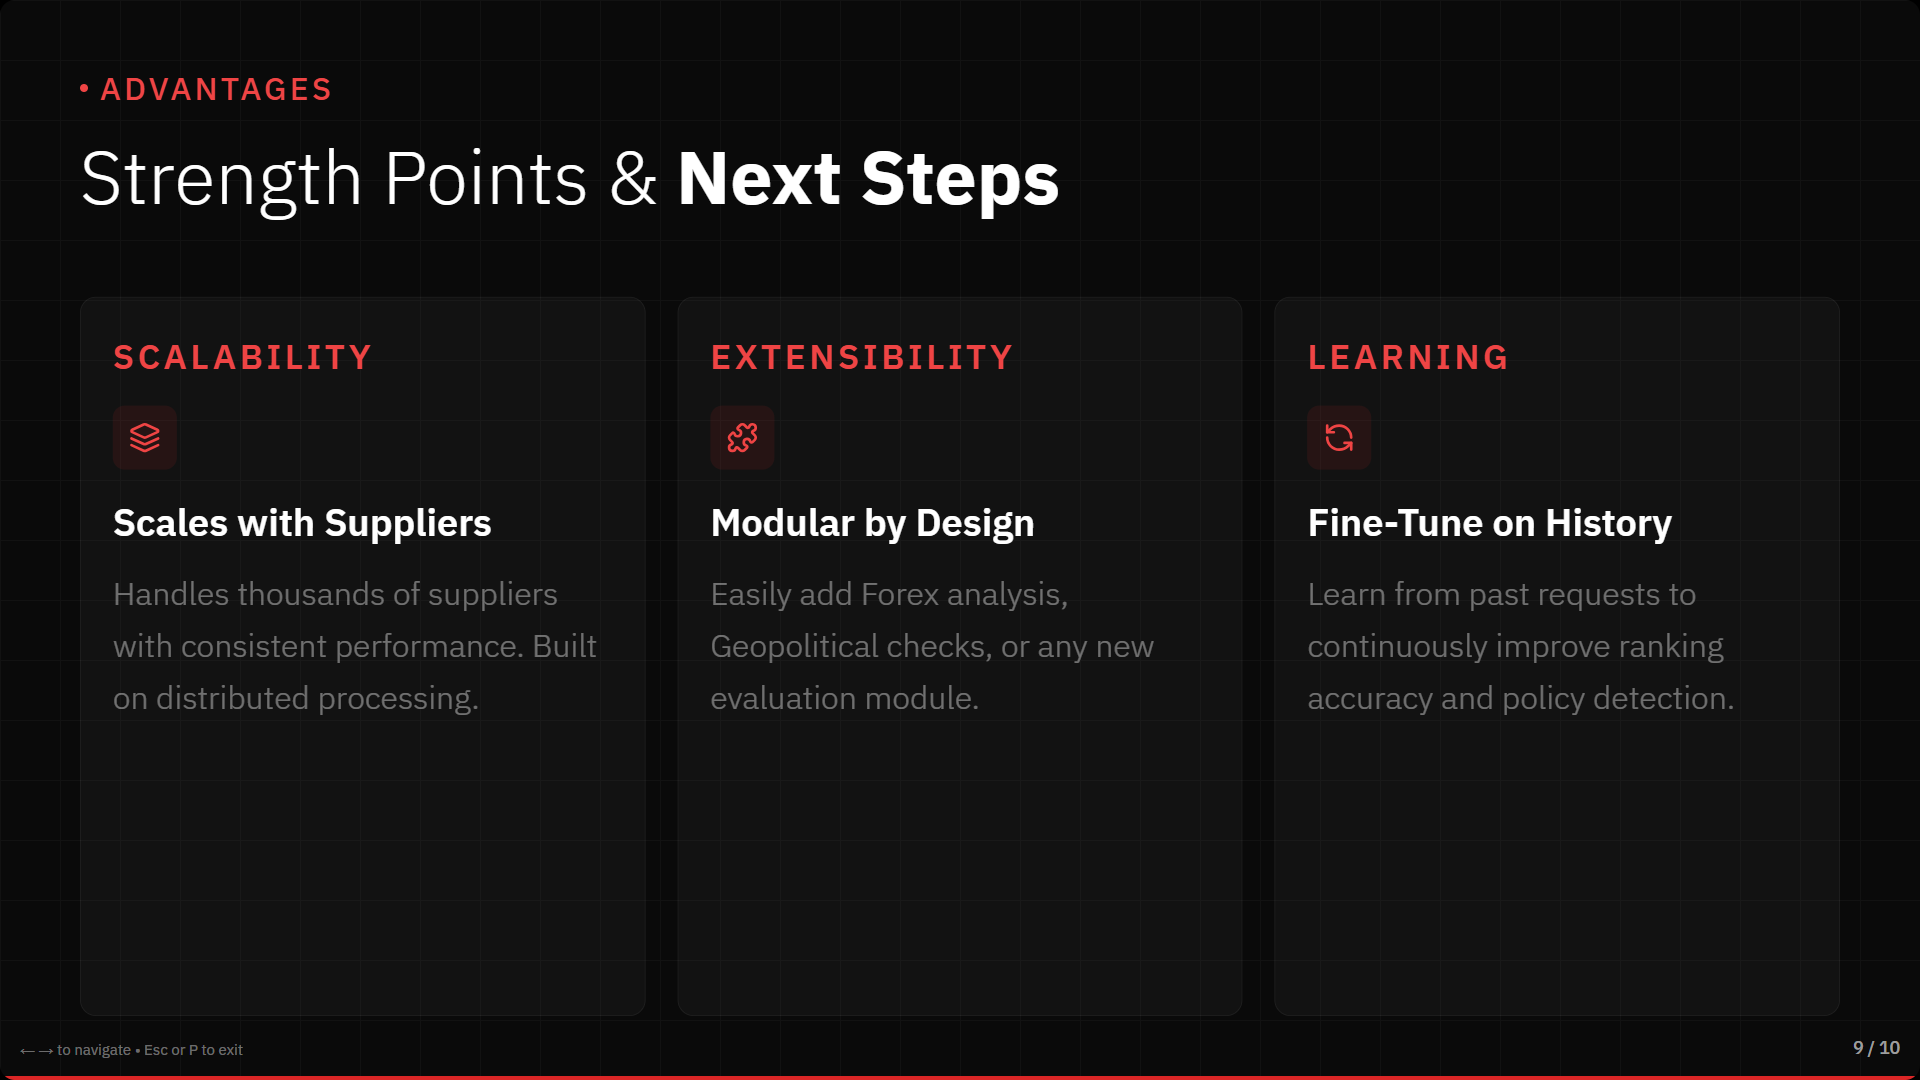 • ADVANTAGES
Strength Points & Next Steps
SCALABILITY
Scales with Suppliers
Handles thousands of suppliers
with consistent performance. Built
on distributed processing.
EXTENSIBILITY
Modular by Design
Easily add Forex analysis,
Geopolitical checks, or any new
evaluation module.
LEARNING
Fine-Tune on History
Learn from past requests to
continuously improve ranking
accuracy and policy detection.
←→ to navigate • Esc or P to exit
9 / 10